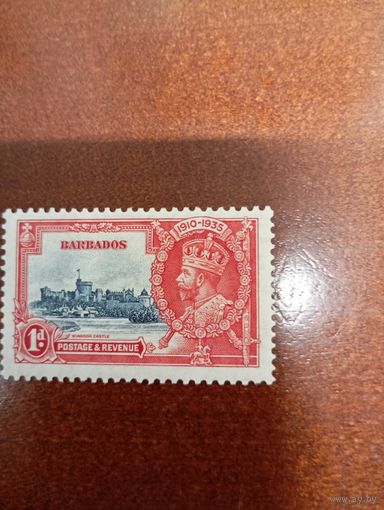 BARBADOS
1910-1935
WINDSOR CASTLE
1d
POSTAGE & REVENUE
www.ay.by